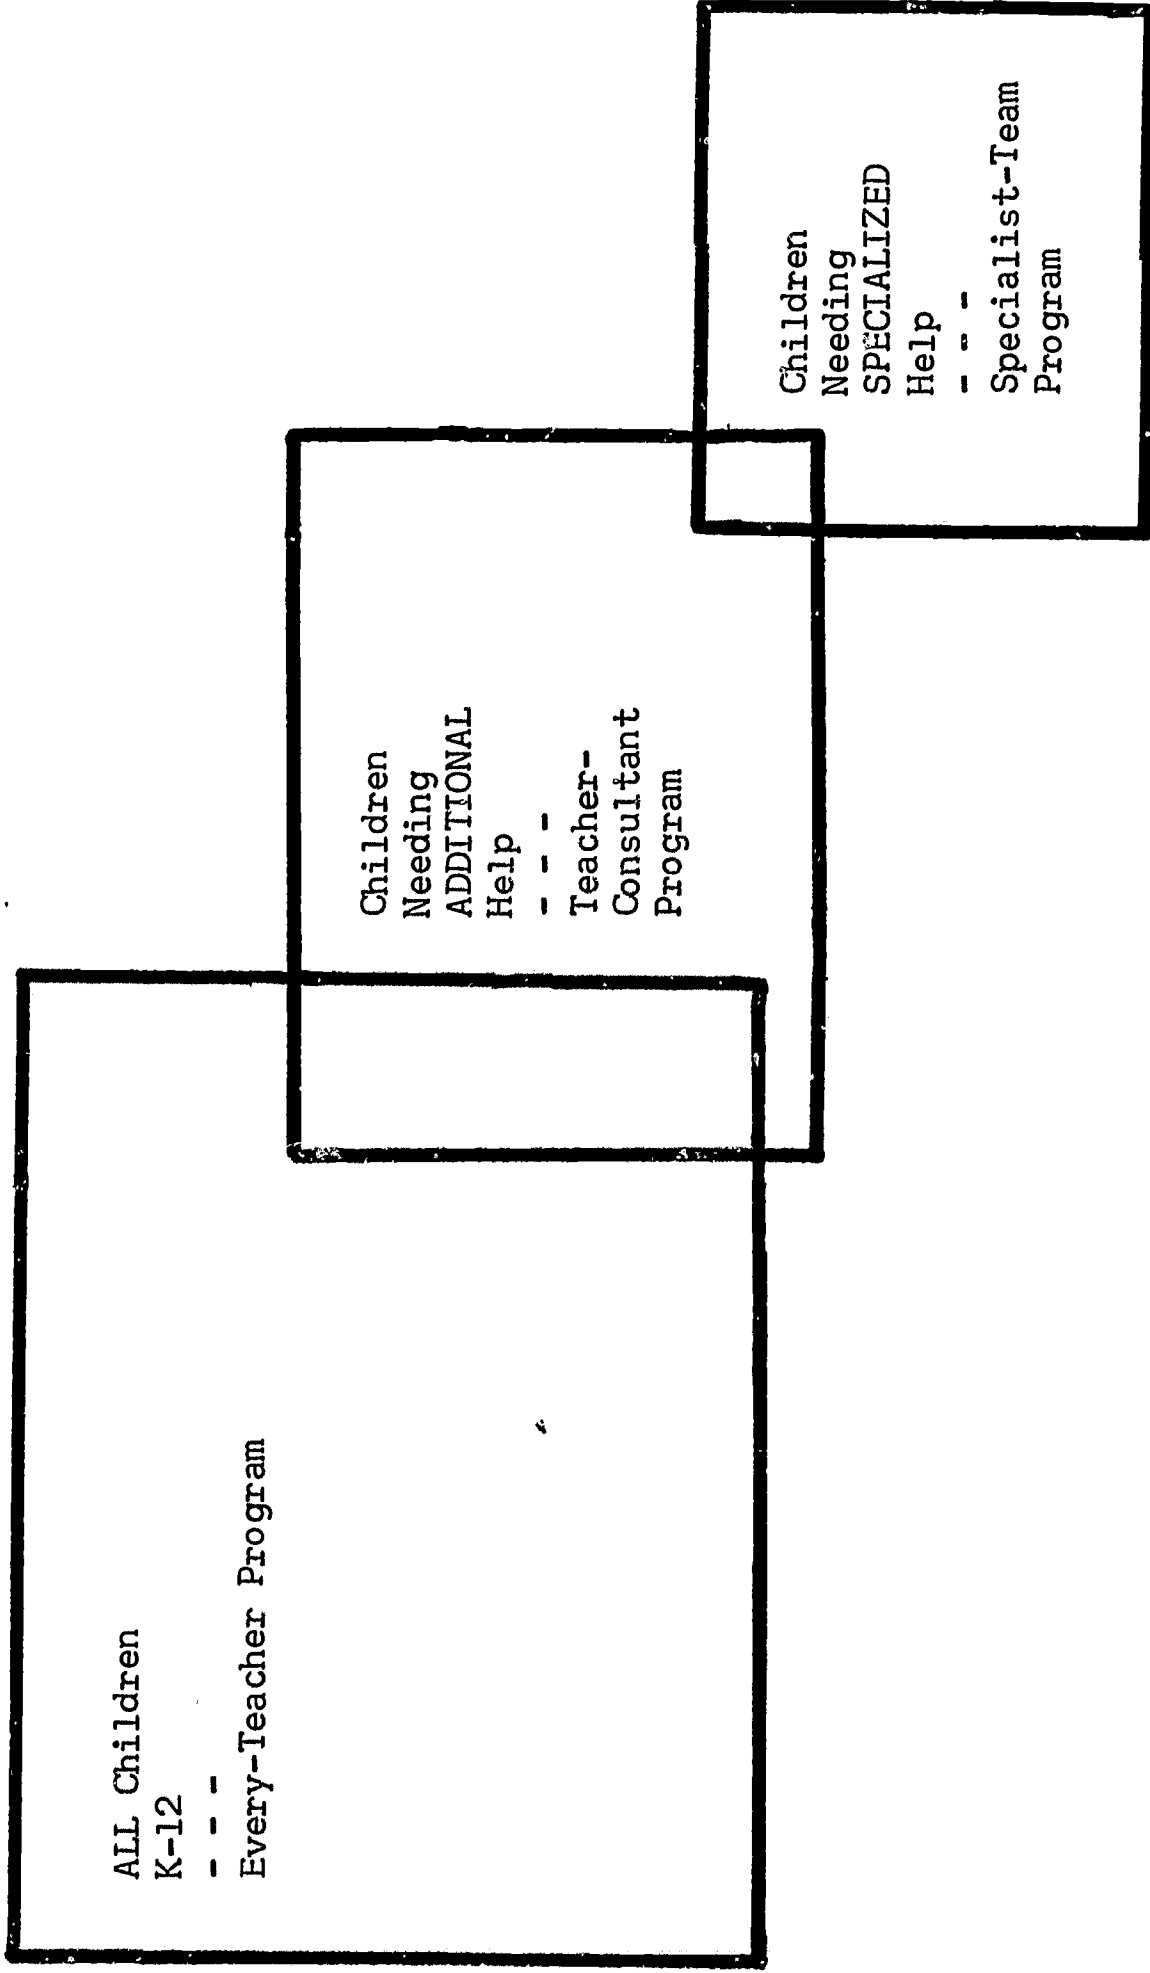 ALL Children
K-12
- - -
Every-Teacher Program
Children
Needing
ADDITIONAL
Help
- - -
Teacher-
Consultant
Program
Children
Needing
SPECIALIZED
Help
- - -
Specialist-Team
Program